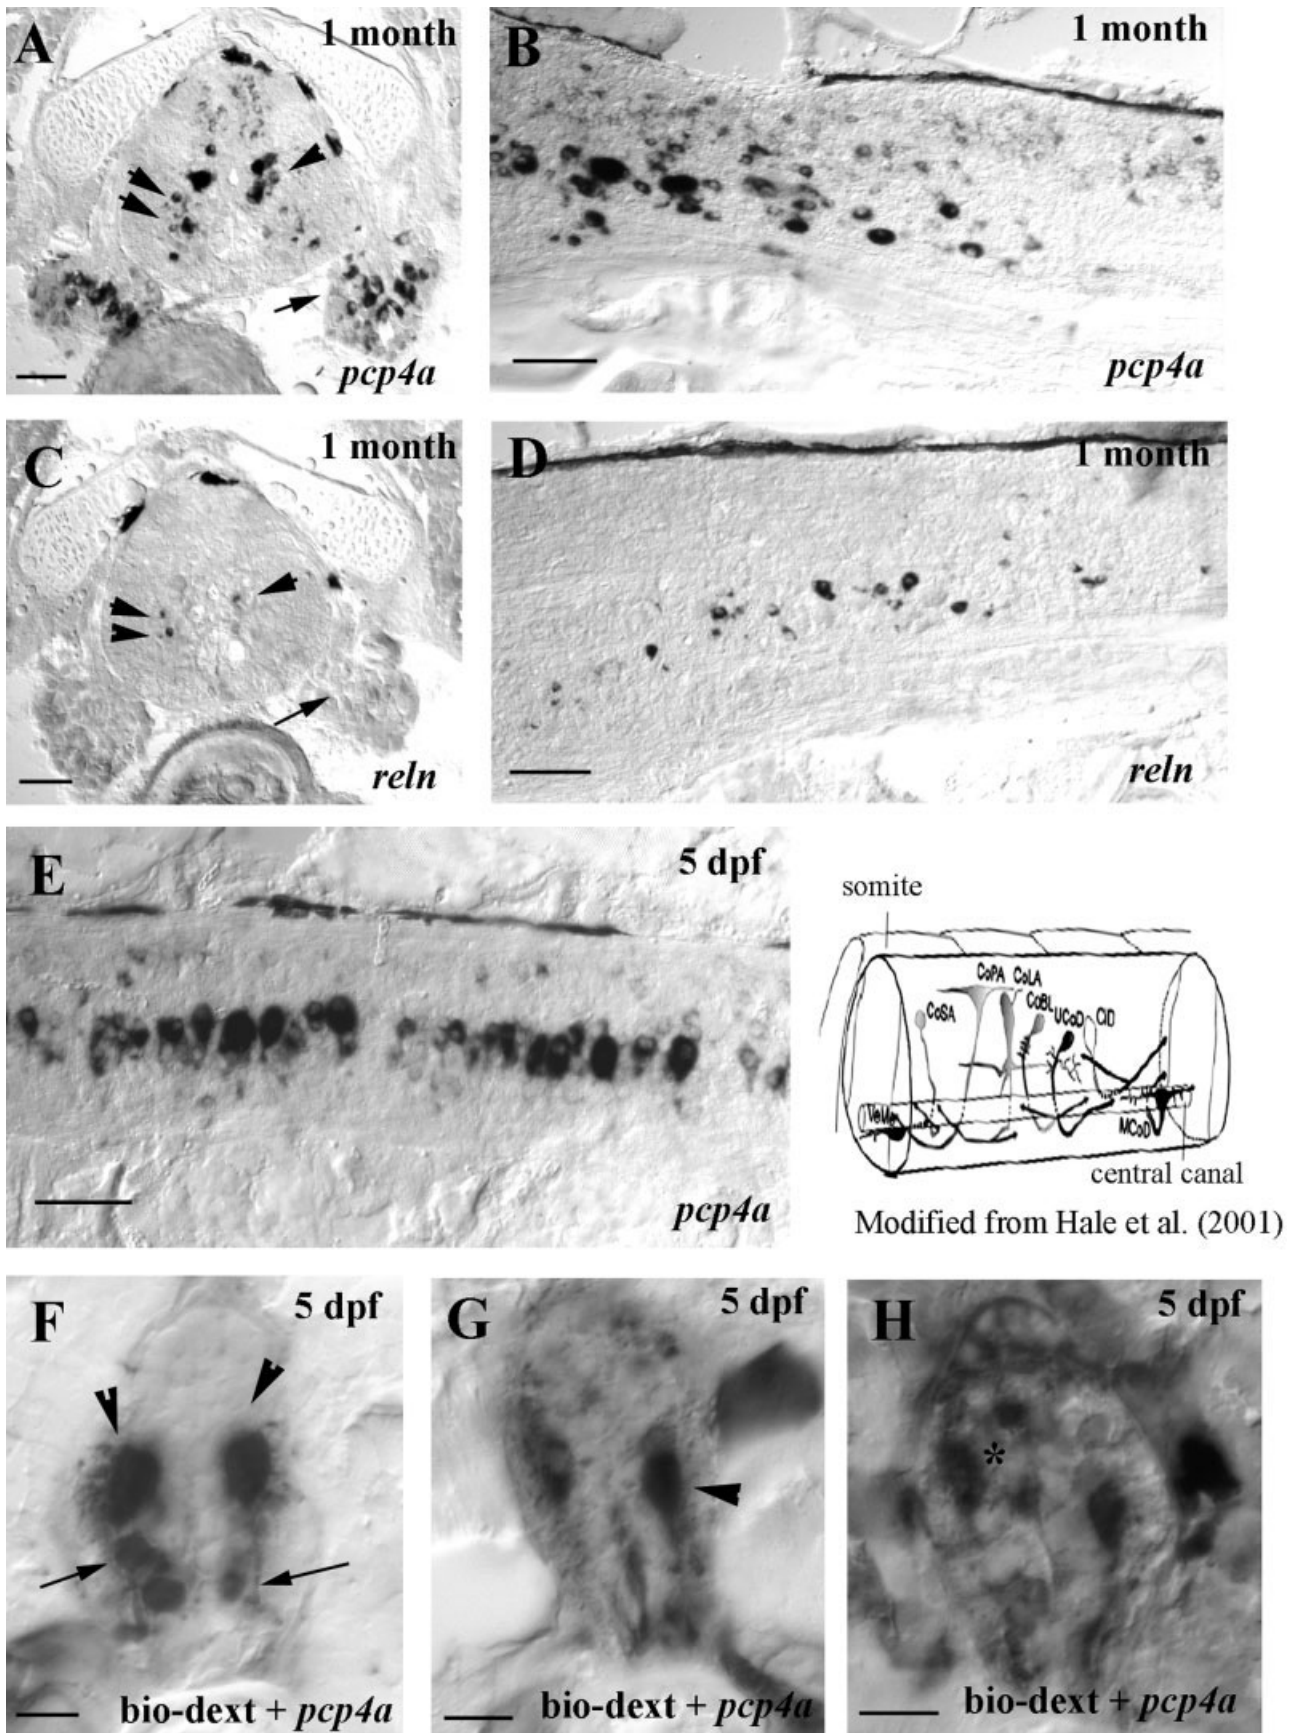 A
1 month
pcp4a
B
1 month
pcp4a
C
1 month
reln
D
1 month
reln
E
5 dpf
pcp4a
somite
CoPA CoLA
CoSA
CoBL
UCoD
CiD
VeMe
MCoD
central canal
Modified from Hale et al. (2001)
F
5 dpf
bio-dext + pcp4a
G
5 dpf
bio-dext + pcp4a
H
5 dpf
*
bio-dext + pcp4a